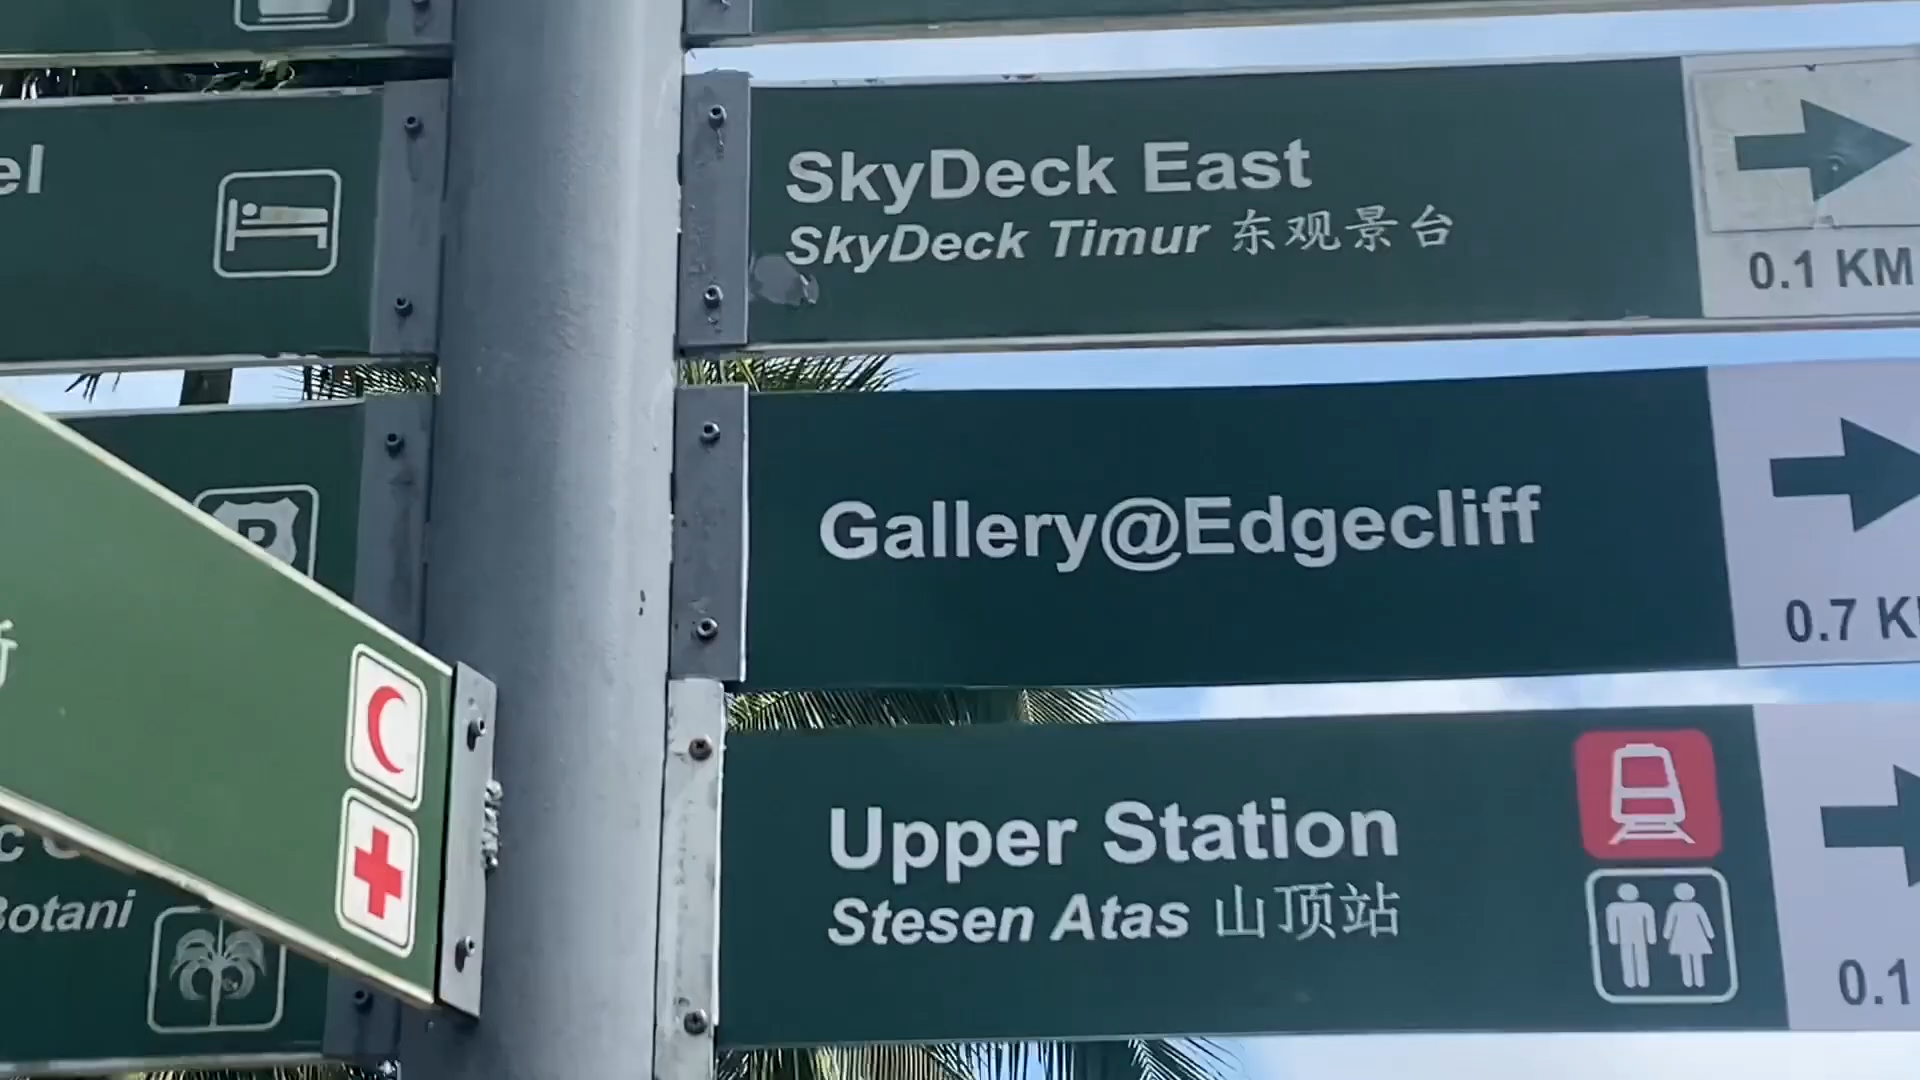 SkyDeck East
SkyDeck Timur 东观景台
0.1 KM
Gallery@Edgecliff
0.7
Upper Station
Stesen Atas 山顶站
0.1
Botani